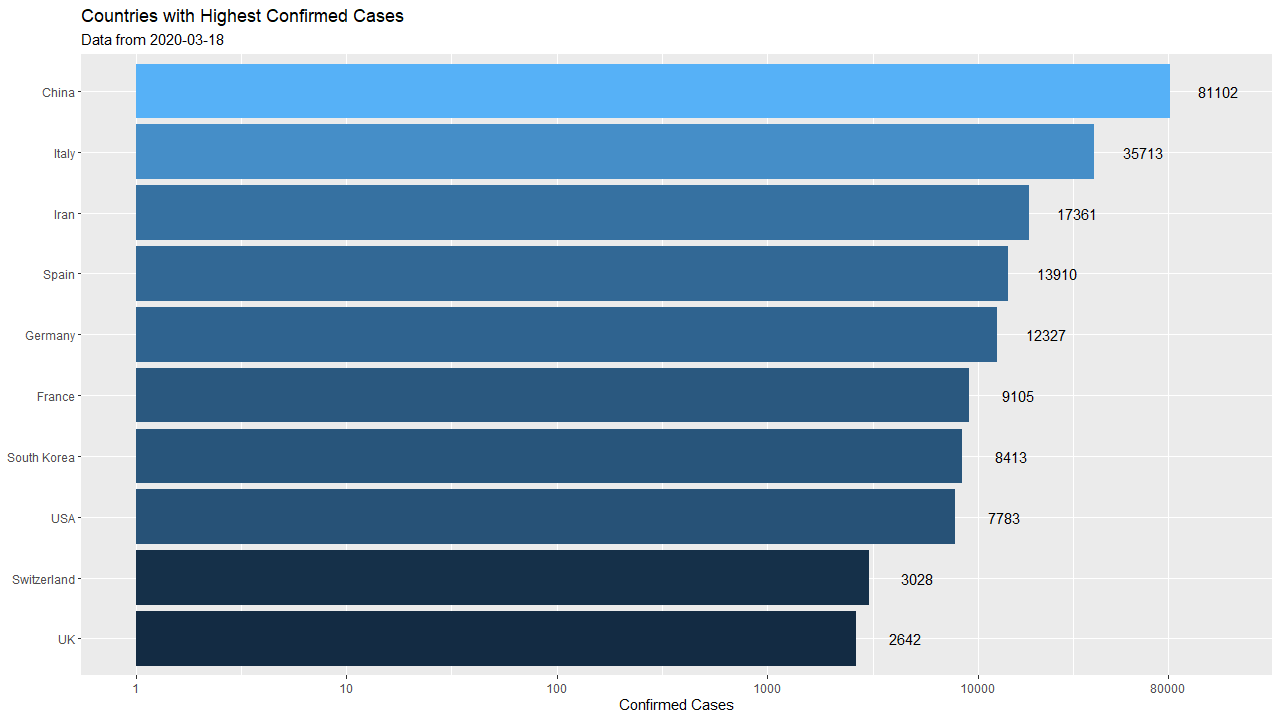 Countries with Highest Confirmed Cases
Data from 2020-03-18
China 81102
Italy 35713
Iran 17361
Spain 13910
Germany 12327
France 9105
South Korea 8413
USA 7783
Switzerland 3028
UK 2642
1 10 100 1000 10000 80000
Confirmed Cases